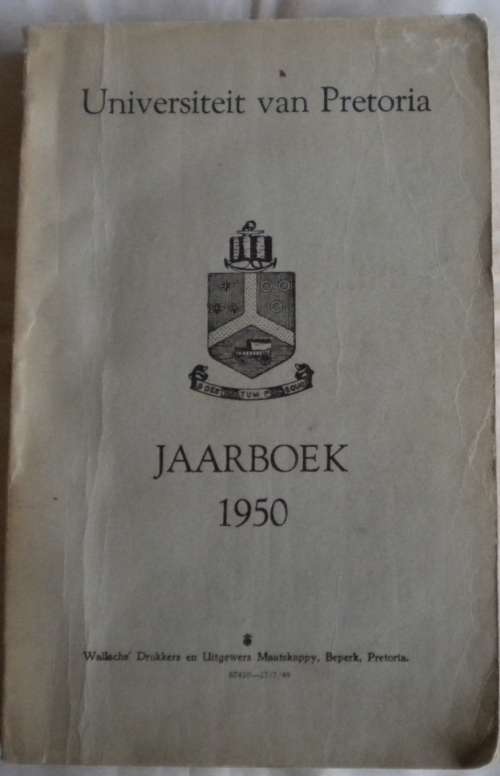 Universiteit van Pretoria
JAARBOEK
1950
Wallachs' Drukkers en Uitgewers Maatskappy, Beperk, Pretoria.